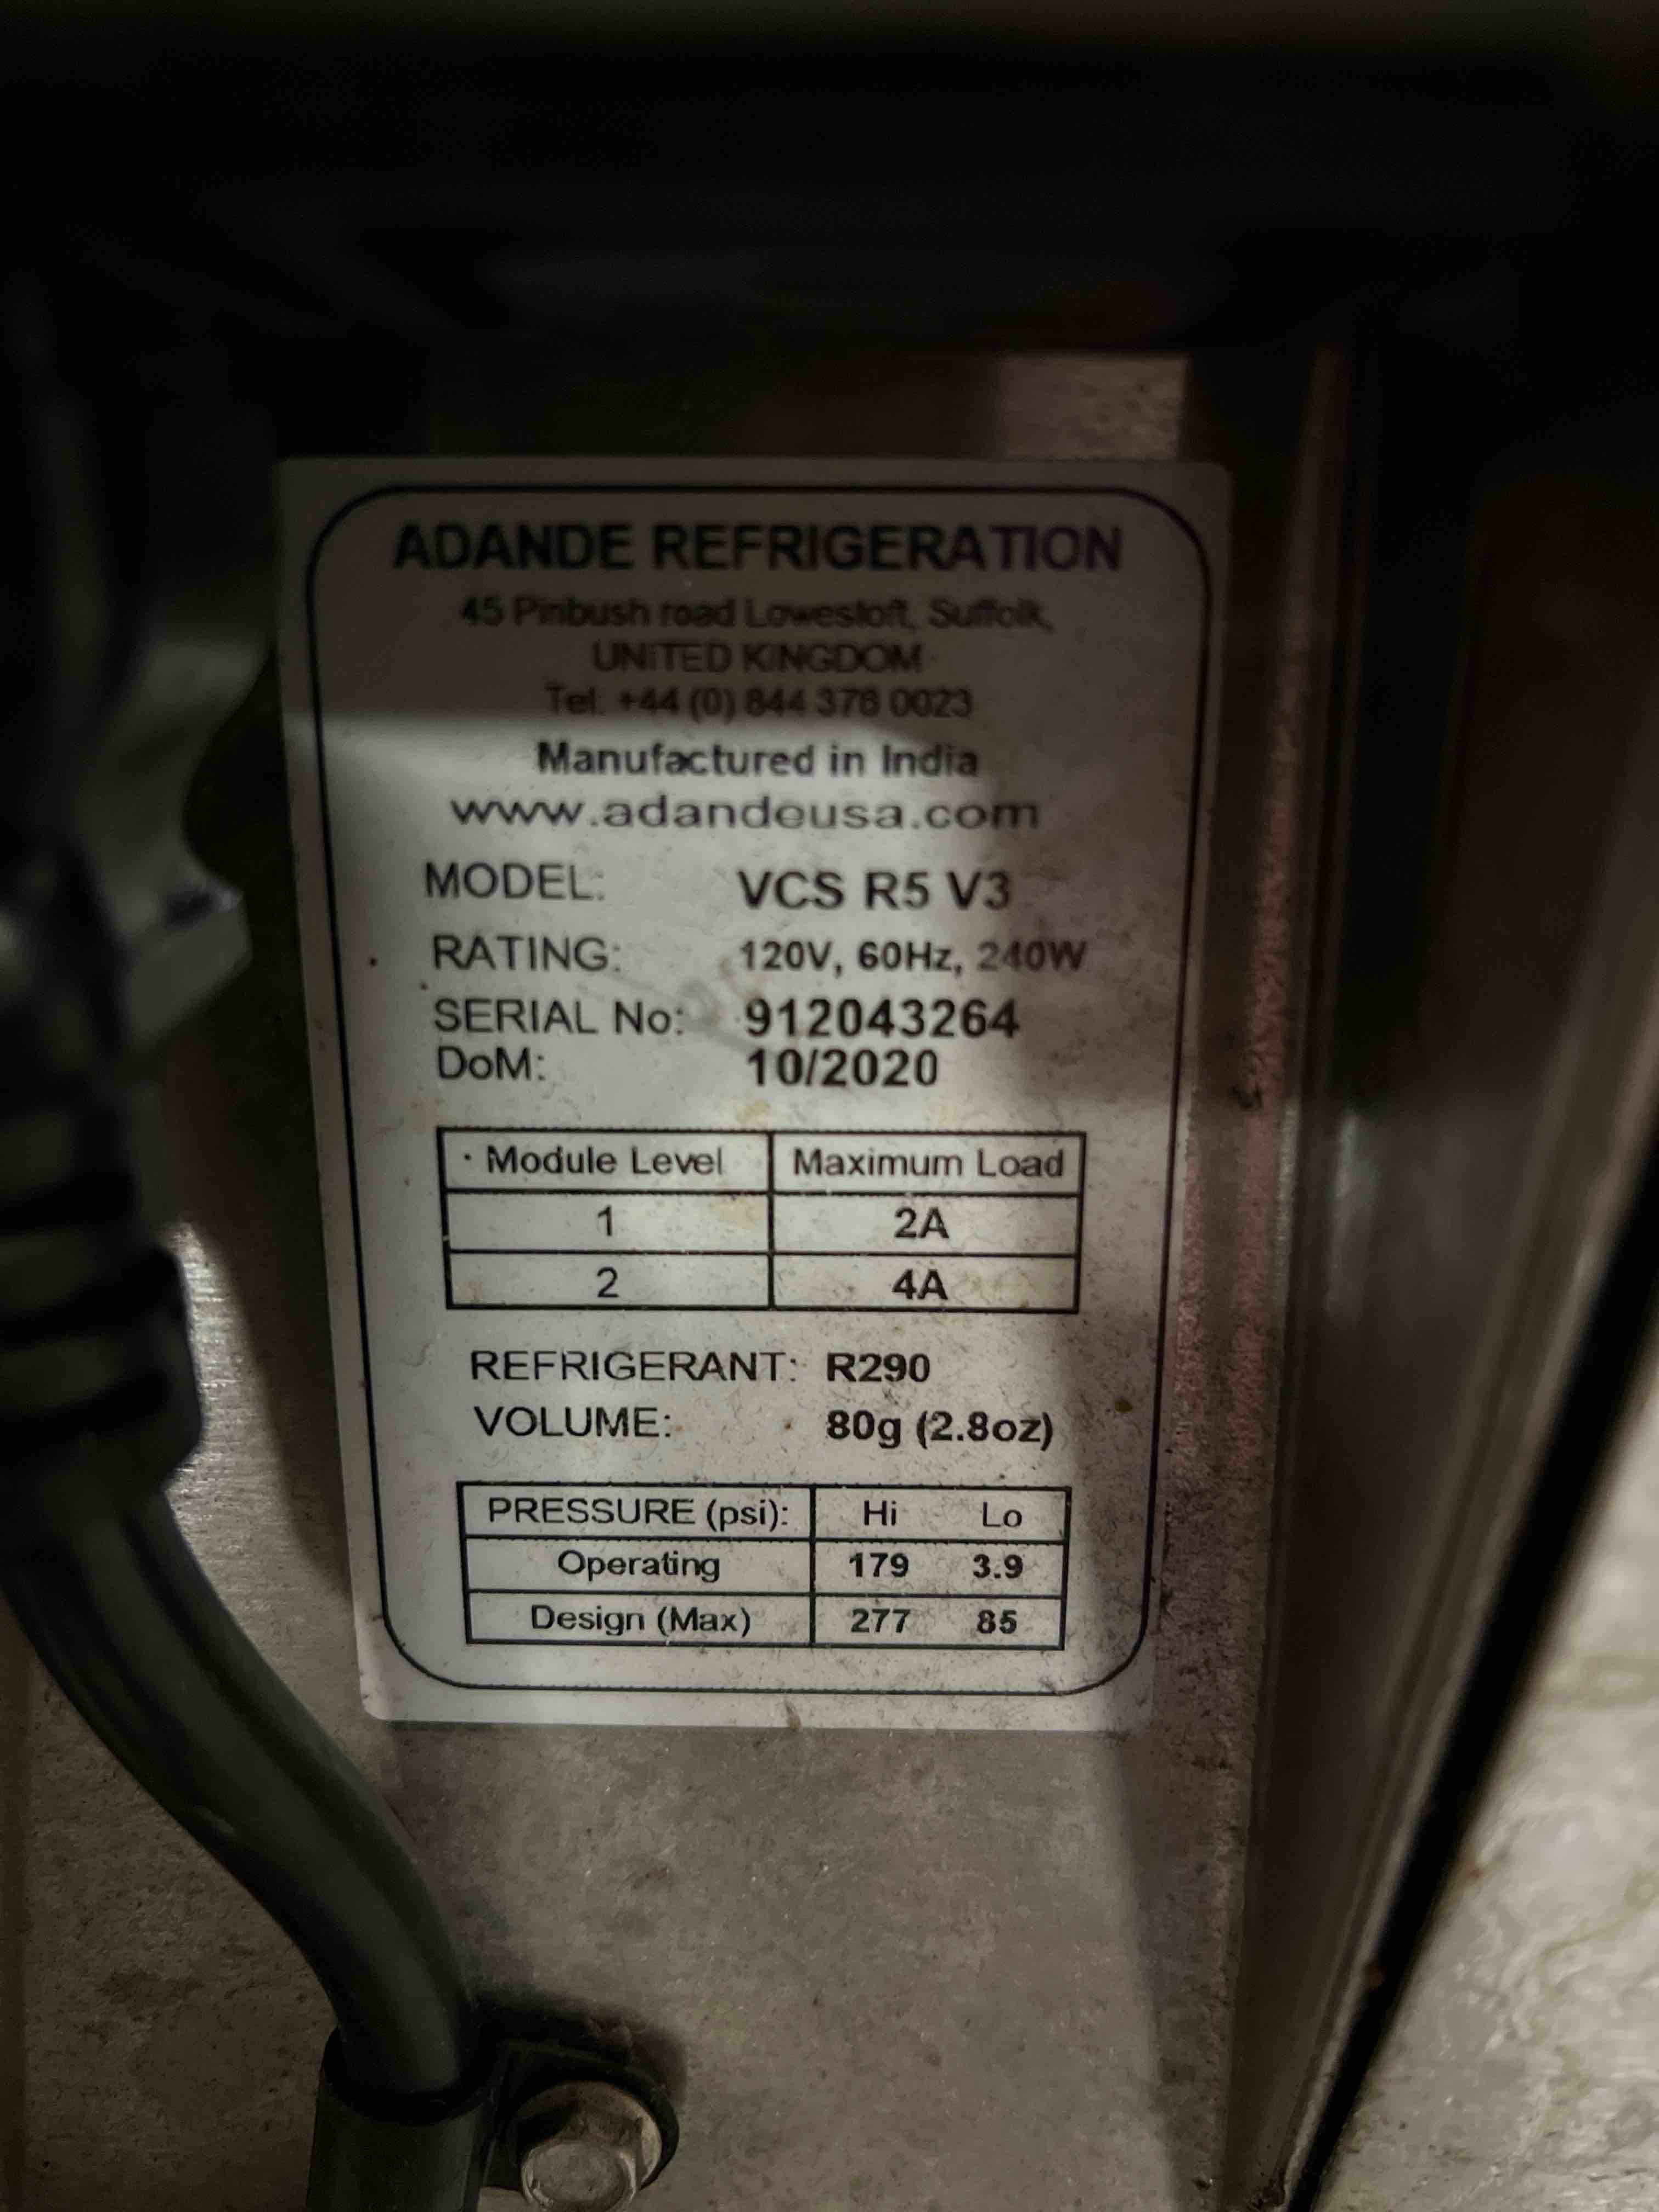 ADANDE REFRIGERATION
45 Pinbush road Lowestoft, Suffolk,
UNITED KINGDOM
Tel: +44 (0) 844 376 0023
Manufactured in India
www.adandeusa.com
MODEL: VCS R5 V3
RATING: 120V, 60Hz, 240W
SERIAL No: 912043264
DoM: 10/2020
Module Level Maximum Load
1 2A
2 4A
REFRIGERANT: R290
VOLUME: 80g (2.8oz)
PRESSURE (psi): Hi Lo
Operating 179 3.9
Design (Max) 277 85